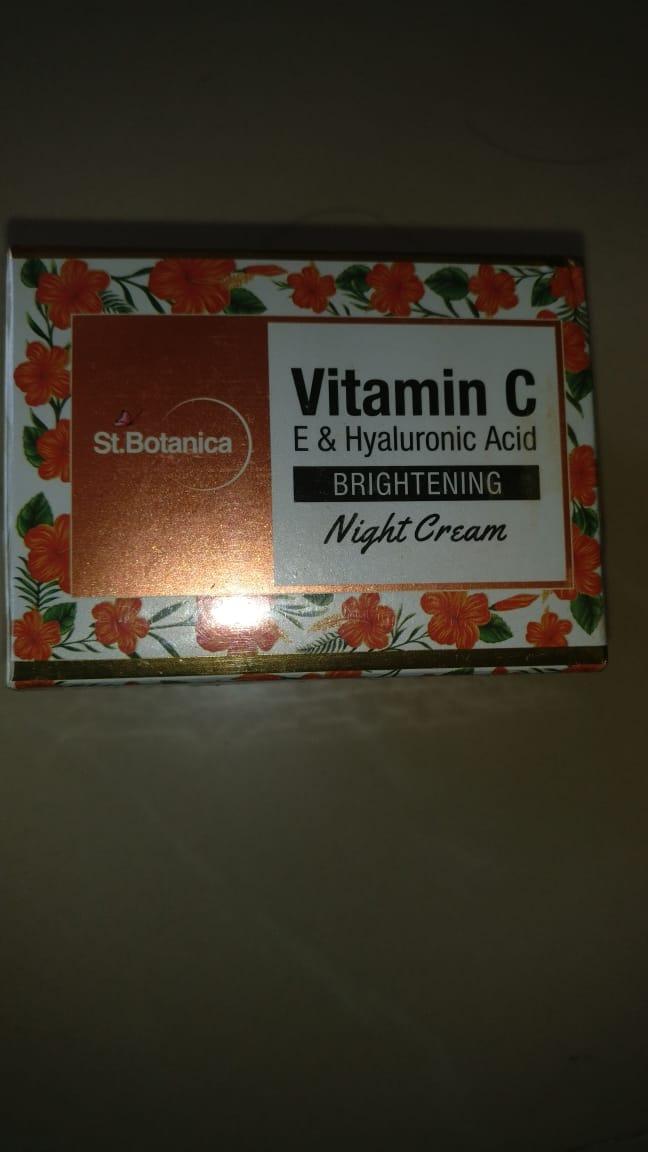 St.Botanica
Vitamin C
E & Hyaluronic Acid
BRIGHTENING
Night Cream